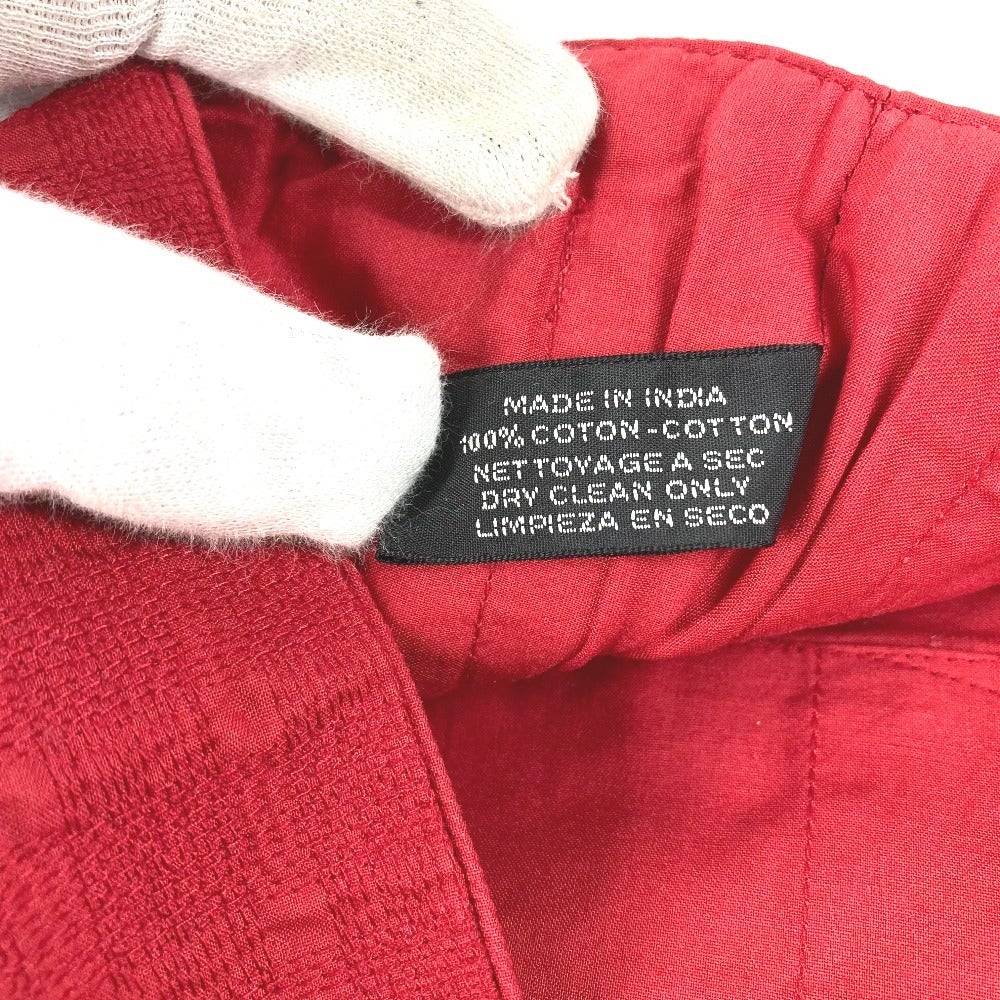 MADE IN INDIA
100% COTON-COTTON
NETTOYAGE A SEC
DRY CLEAN ONLY
LIMPIEZA EN SECO